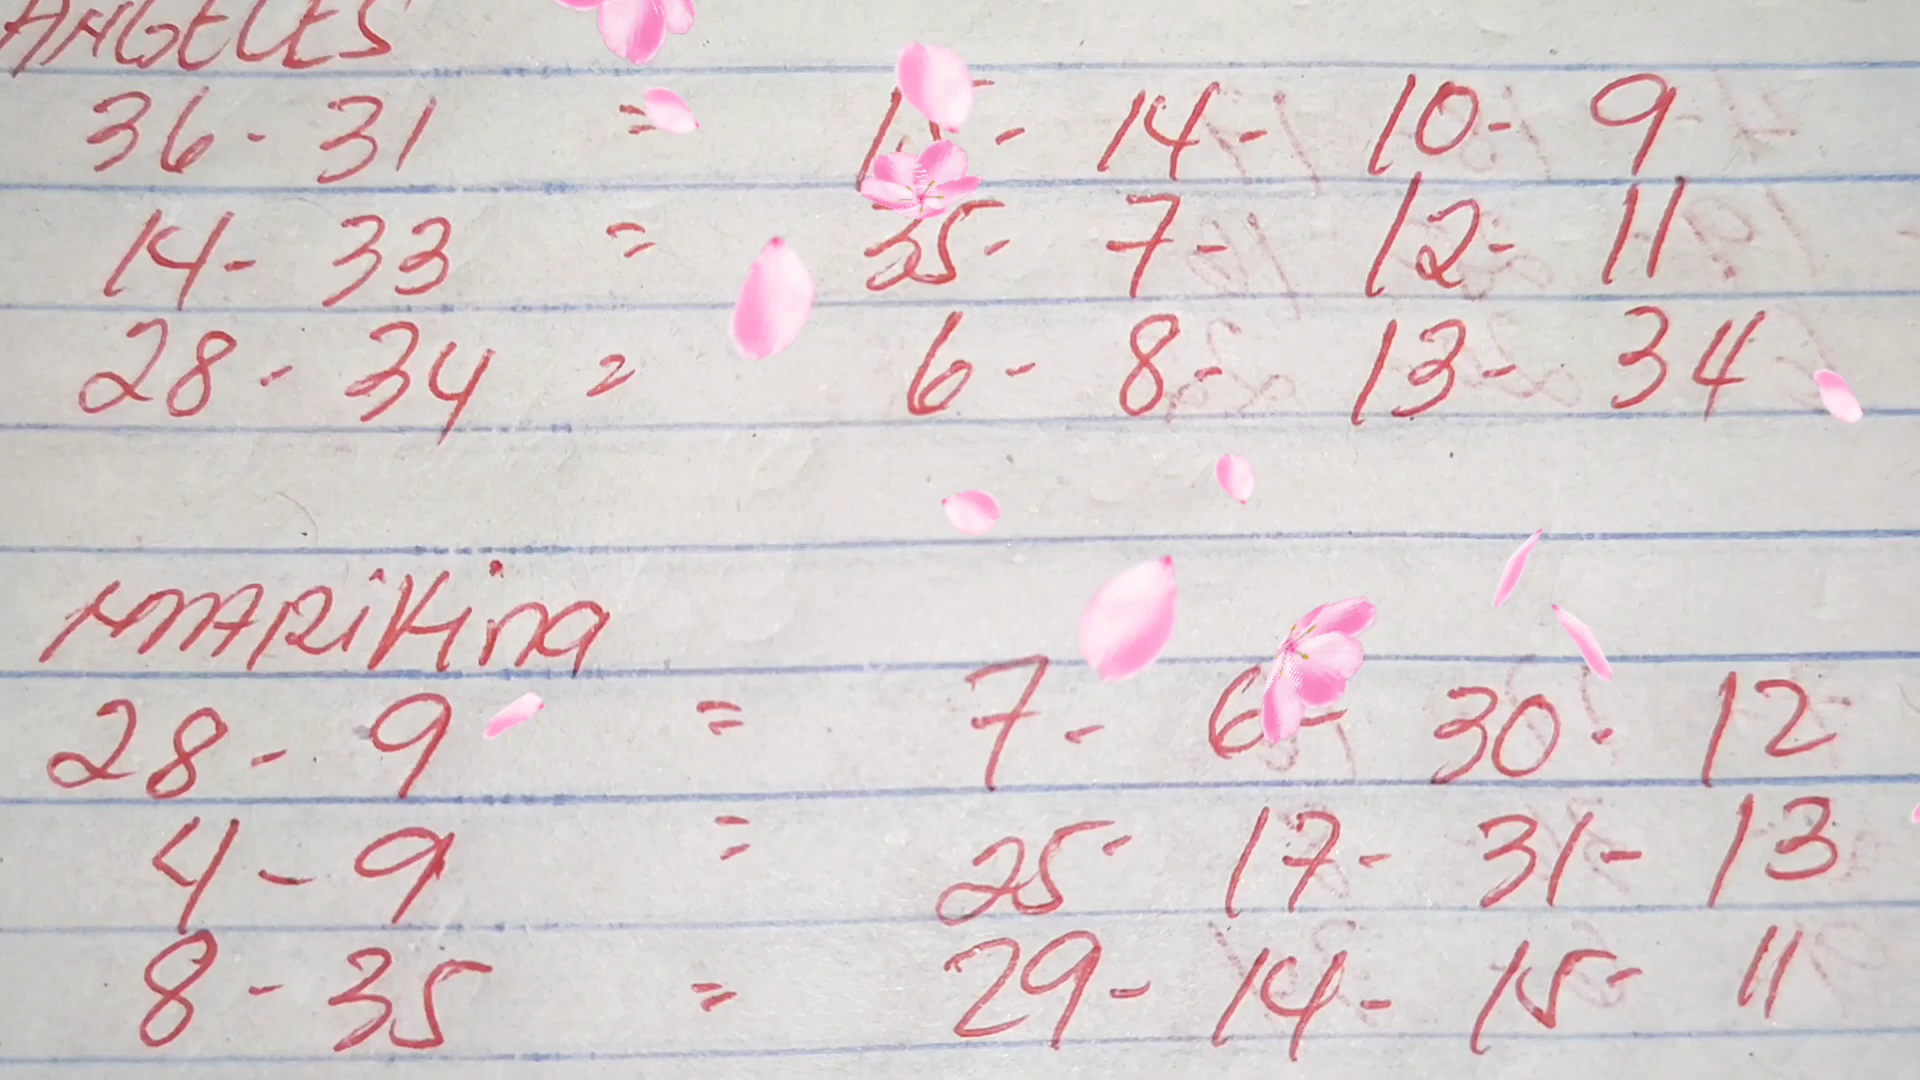 ANGELES
36 - 31 = 15 - 14 - 10 - 9
14 - 33 = 35 - 7 - 12 - 11
28 - 34 = 6 - 8 - 13 - 34
MARiKina
28 - 9 = 7 - 6 - 30 - 12
4 - 9 = 25 - 17 - 31 - 13
8 - 35 = 29 - 14 - 15 - 11